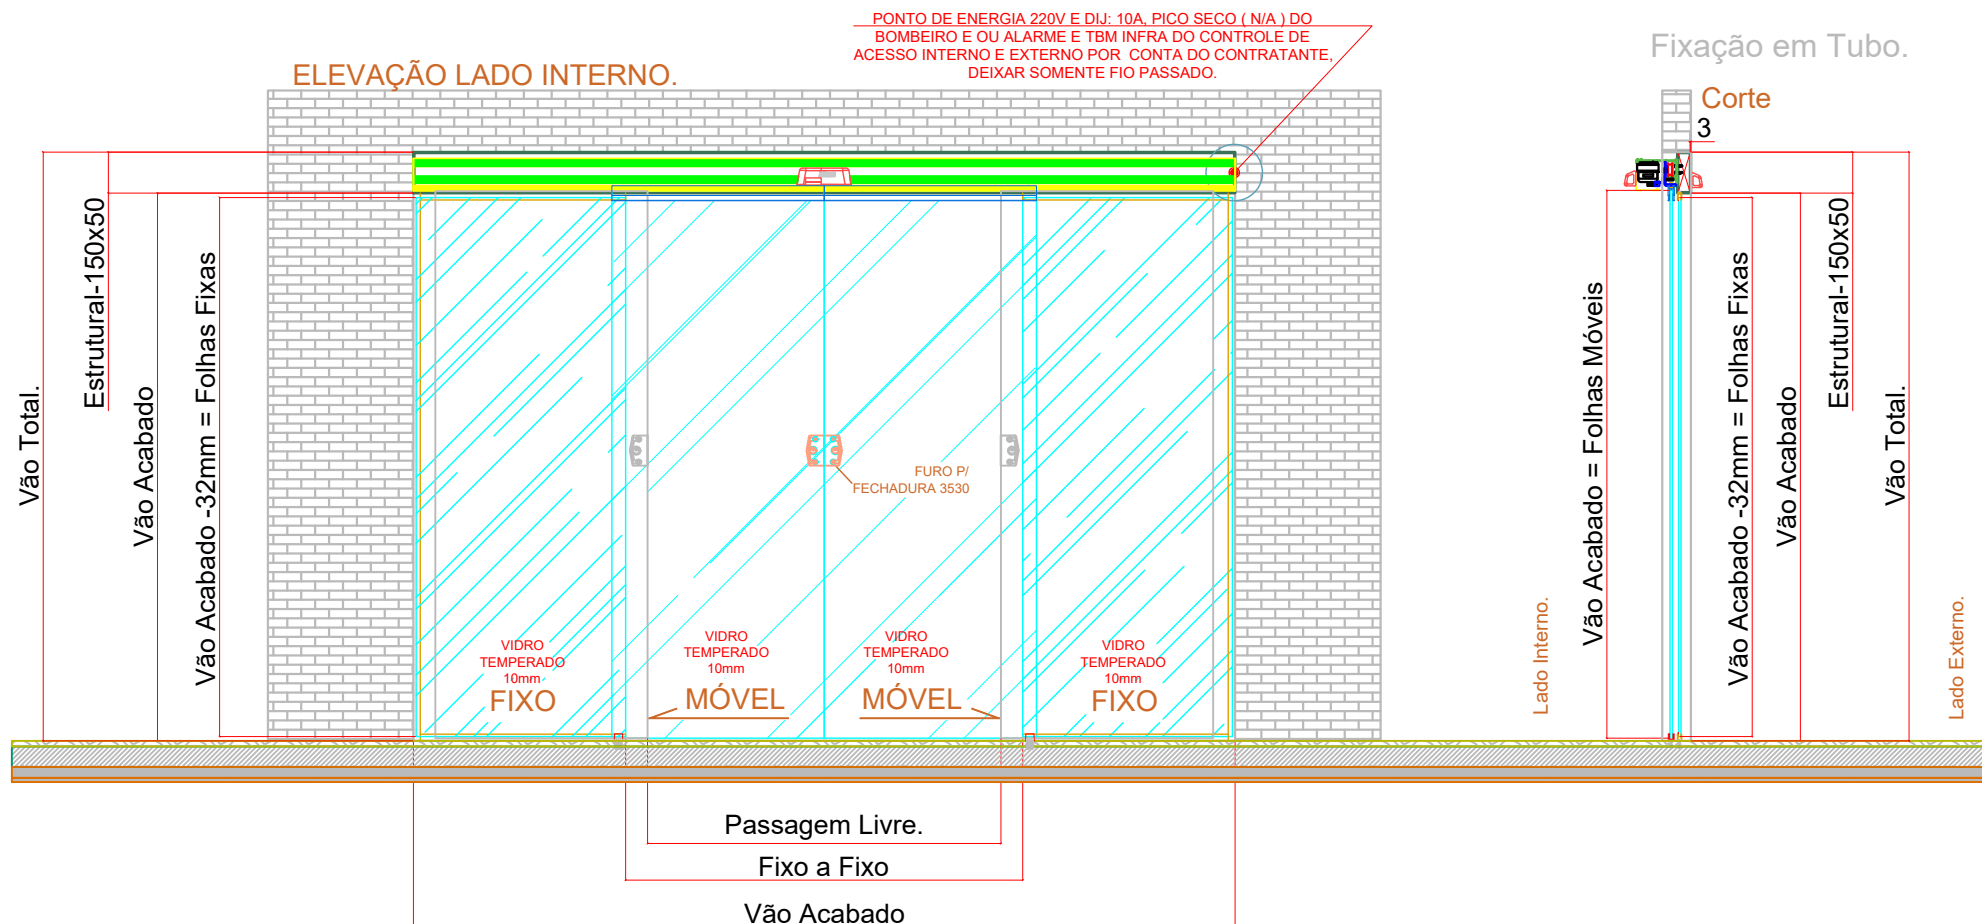 PONTO DE ENERGIA 220V E DIJ: 10A, PICO SECO ( N/A ) DO
BOMBEIRO E OU ALARME E TBM INFRA DO CONTROLE DE
ACESSO INTERNO E EXTERNO POR CONTA DO CONTRATANTE,
DEIXAR SOMENTE FIO PASSADO.
ELEVAÇÃO LADO INTERNO.
Fixação em Tubo.
Corte
3
Vão Total.
Estrutural-150x50
Vão Acabado
Vão Acabado -32mm = Folhas Fixas
FURO P/
FECHADURA 3530
VIDRO
TEMPERADO
10mm
FIXO
VIDRO
TEMPERADO
10mm
MÓVEL
VIDRO
TEMPERADO
10mm
MÓVEL
VIDRO
TEMPERADO
10mm
FIXO
Lado Interno.
Vão Acabado = Folhas Móveis
Vão Acabado -32mm = Folhas Fixas
Vão Acabado
Estrutural-150x50
Vão Total.
Lado Externo.
Passagem Livre.
Fixo a Fixo
Vão Acabado